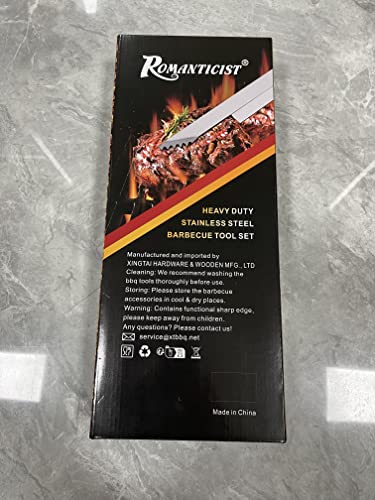 ROMANTICIST®
HEAVY DUTY
STAINLESS STEEL
BARBECUE TOOL SET
Manufactured and imported by
XINGTAI HARDWARE & WOODEN MFG., LTD
Cleaning: We recommend washing the
bbq tools thoroughly before use.
Storing: Please store the barbecue
accessories in cool & dry places.
Warning: Contains functional sharp edge,
please keep away from children.
Any questions? Please contact us!
service@xtbbq.net
Made in China